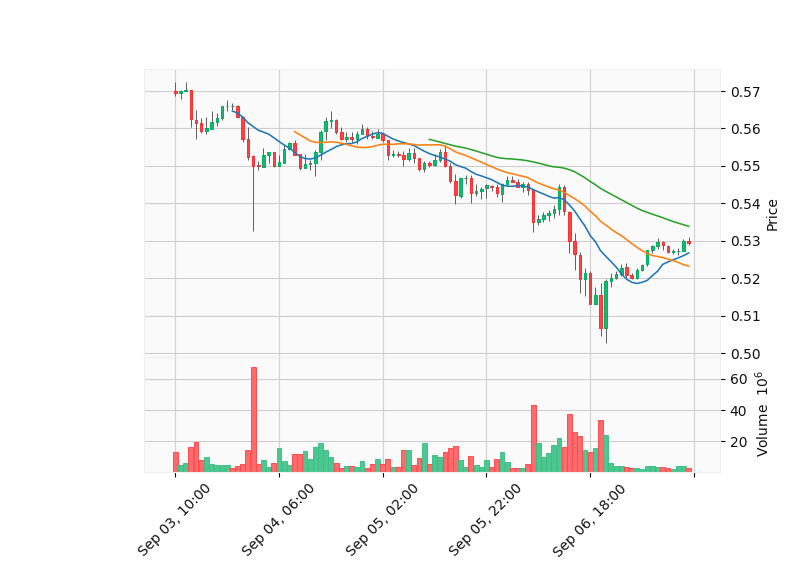 0.57
0.56
0.55
0.54
0.53
0.52
0.51
0.50
Price
60
40
20
Volume 10⁶
Sep 03, 10:00
Sep 04, 06:00
Sep 05, 02:00
Sep 05, 22:00
Sep 06, 18:00